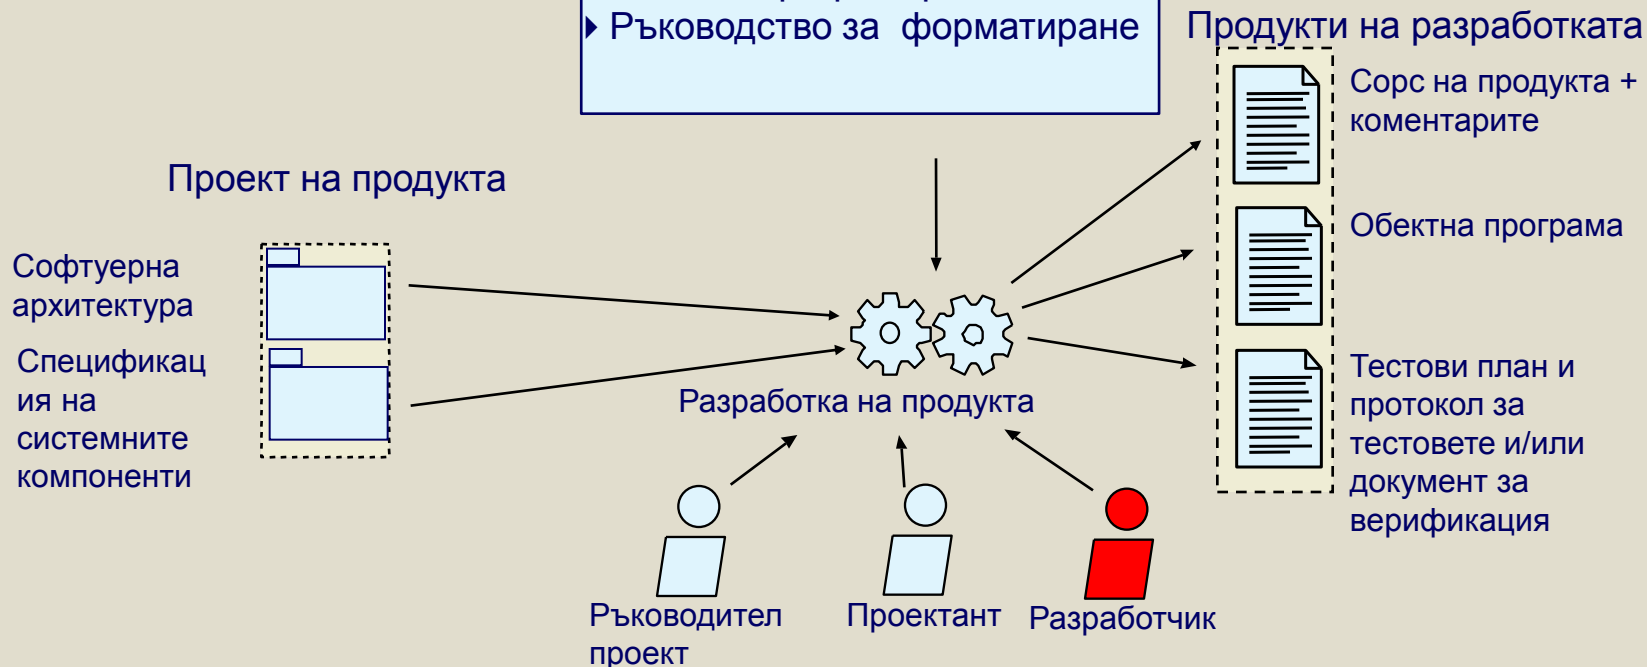 Ръководство за форматиране
Продукти на разработката
Сорс на продукта +
коментарите
Проект на продукта
Обектна програма
Софтуерна
архитектура
Спецификац
ия на
системните
компоненти
Тестови план и
протокол за
тестовете и/или
документ за
верификация
Разработка на продукта
Ръководител
проект
Проектант
Разработчик